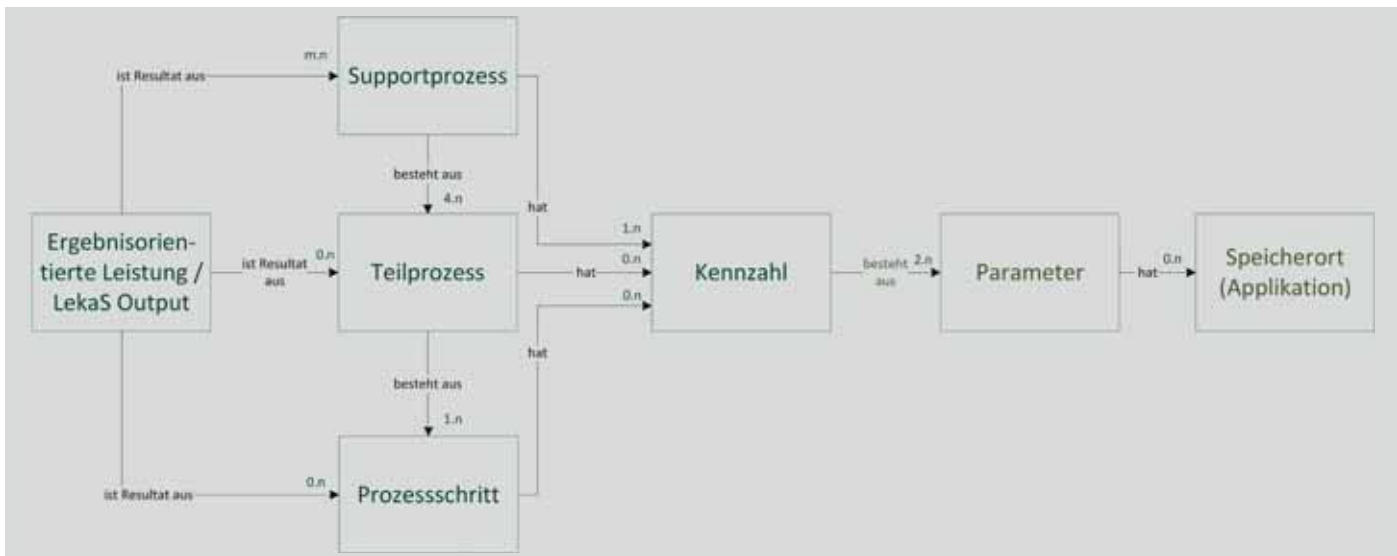 m.n
ist Resultat aus
Supportprozess
besteht aus
4.n
hat
Ergebnisorien-
tierte Leistung /
LekaS Output
ist Resultat
aus
0.n
Teilprozess
hat
1.n
0.n
0.n
Kennzahl
besteht
aus
2.n
Parameter
hat
0.n
Speicherort
(Applikation)
besteht aus
1.n
hat
ist Resultat aus
0.n
Prozessschritt